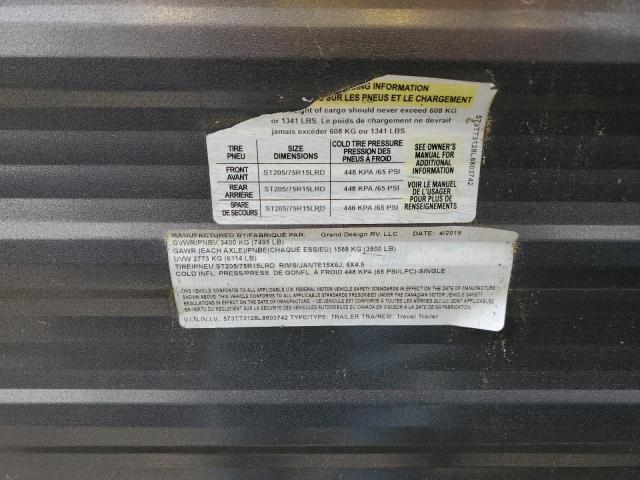 ING INFORMATION
SUR LES PNEUS ET LE CHARGEMENT
ght of cargo should never exceed 608 KG
or 1341 LBS. Le poids de chargement ne devrait
jamais excéder 608 KG ou 1341 LBS.
TIRE SIZE COLD TIRE PRESSURE
PNEU DIMENSIONS PRESSION DES
PNEUS À FROID
FRONT ST205/75R15LRD 448 KPA /65 PSI
AVANT
REAR ST205/75R15LRD 448 KPA /65 PSI
ARRIÈRE
SPARE ST205/75R15LRD 448 KPA /65 PSI
DE SECOURS
SEE OWNER'S
MANUAL FOR
ADDITIONAL
INFORMATION
VOIR LE MANUEL
DE L'USAGER
POUR PLUS DE
RENSEIGNEMENTS
573TT3128L8803742
MANUFACTURED BY/FABRIQUE PAR: Grand Design RV, LLC. DATE: 4/2019
GVWR/PNBV 3400 KG (7495 LB)
GAWR (EACH AXLE)/PNBE(CHAQUE ESSIEU) 1588 KG (3500 LB)
UVW 2773 KG (6114 LB)
TIRE/PNEU ST205/75R15LRD RIMS/JANTE15X6J, 5X4.5
COLD INFL. PRESS/PRESS. DE GONFL. À FROID 448 KPA (65 PSI/LPC)-SINGLE
V.I.N./N.I.V.: 573TT3128L8803742 TYPE/TYPE: TRAILER TRA/REM: Travel Trailer